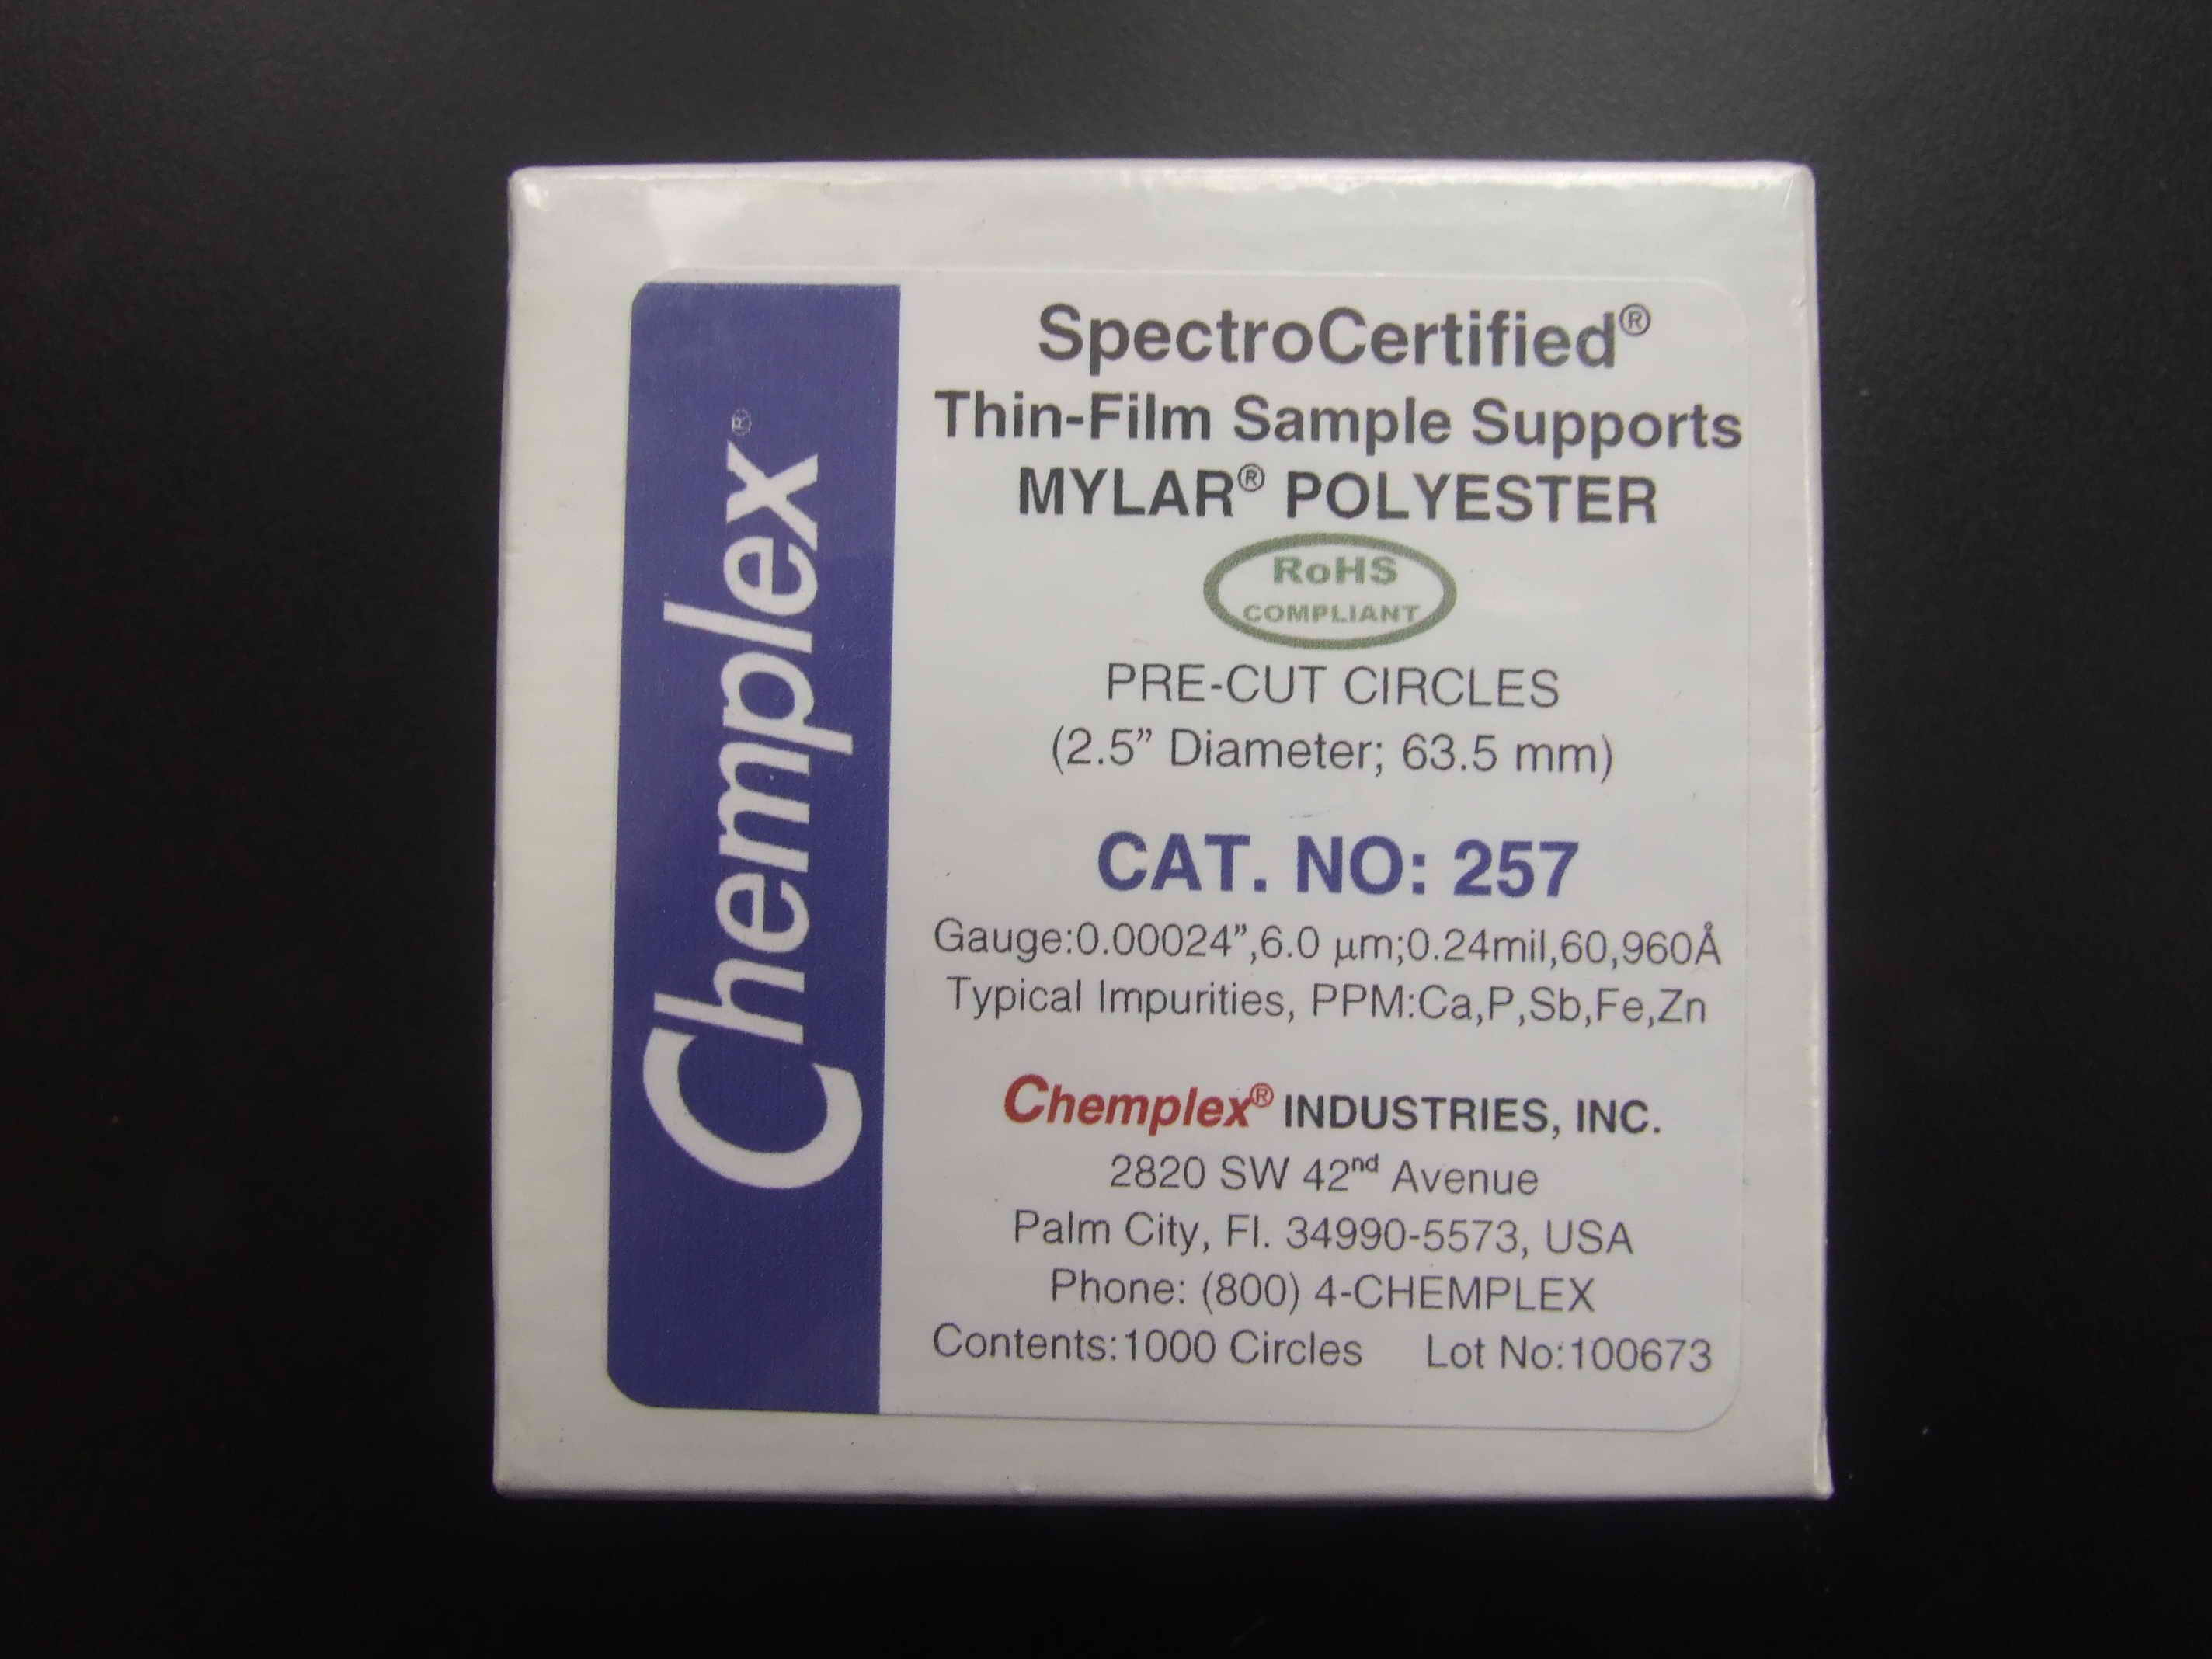 Chemplex®
SpectroCertified®
Thin-Film Sample Supports
MYLAR® POLYESTER
RoHS
COMPLIANT
PRE-CUT CIRCLES
(2.5” Diameter; 63.5 mm)
CAT. NO: 257
Gauge:0.00024”,6.0 µm;0.24mil,60,960Å
Typical Impurities, PPM:Ca,P,Sb,Fe,Zn
Chemplex® INDUSTRIES, INC.
2820 SW 42nd Avenue
Palm City, Fl. 34990-5573, USA
Phone: (800) 4-CHEMPLEX
Contents:1000 Circles Lot No:100673